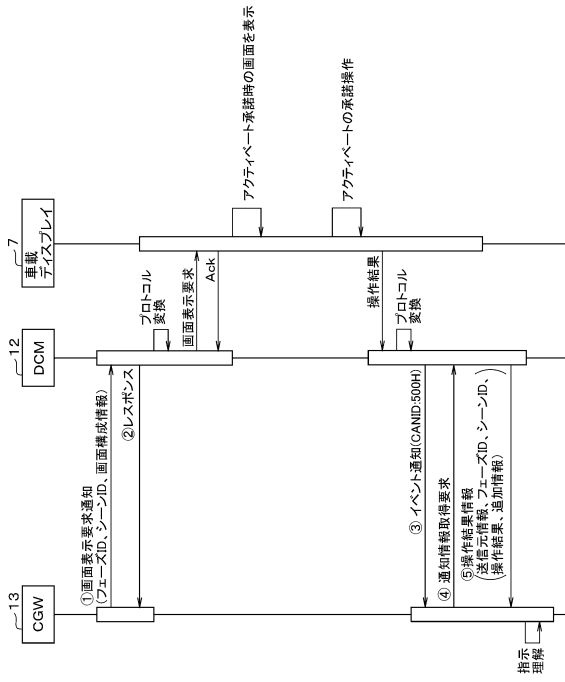 13
CGW
12
DCM
7
車載
ディスプレイ
①画面表示要求通知
(フェーズID、シーンID、画面構成情報)
②レスポンス
プロトコル
変換
画面表示要求
Ack
アクティベート承諾時の画面を表示
アクティベートの承諾操作
操作結果
プロトコル
変換
③ イベント通知(CANID:500H)
④ 通知情報取得要求
⑤操作結果情報
(送信元情報、フェーズID、シーンID、
操作結果、追加情報)
指示
理解